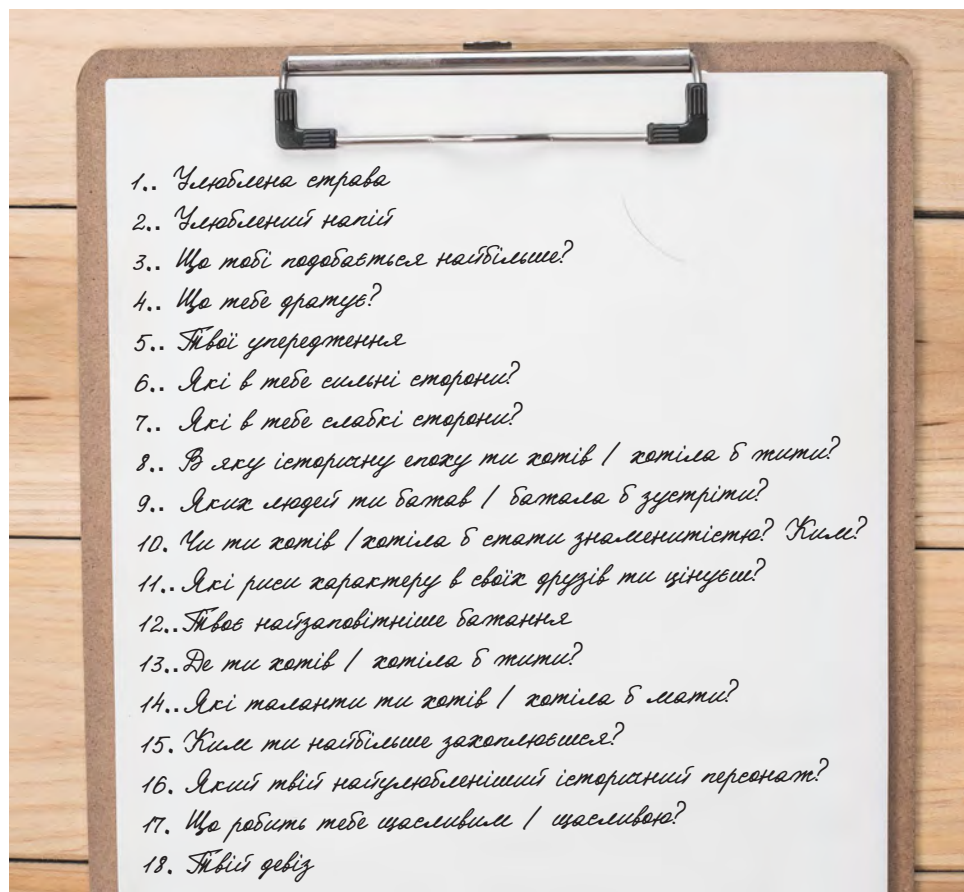 1.. Улюблена страва
2.. Улюблений напій
3.. Що тобі подобається найбільше?
4.. Що тебе дратує?
5.. Твої упередження
6.. Які в тебе сильні сторони?
7.. Які в тебе слабкі сторони?
8.. В яку історичну епоху ти хотів / хотіла б жити?
9.. Яких людей ти бажав / бажала б зустріти?
10. Чи ти хотів /хотіла б стати знаменитістю? Ким?
11.. Які риси характеру в своїх друзів ти цінуєш?
12.. Твоє найзаповітніше бажання
13.. Де ти хотів / хотіла б жити?
14.. Які таланти ти хотів / хотіла б мати?
15. Ким ти найбільше захоплюєшся?
16. Який твій найулюбленіший історичний персонаж?
17. Що робить тебе щасливим / щасливою?
18. Твій девіз